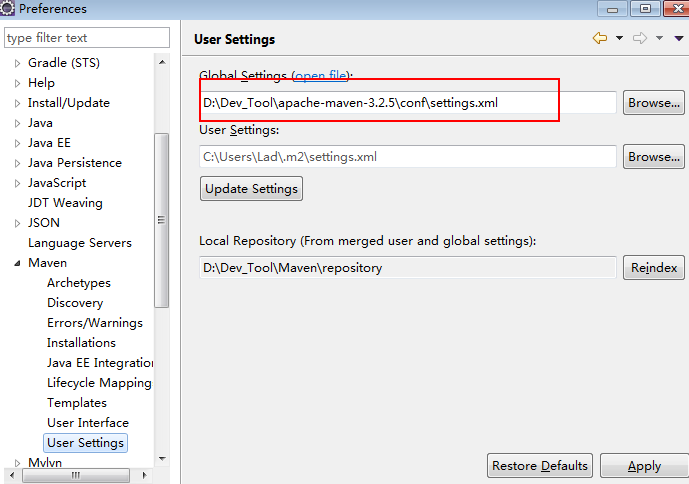 Preferences
type filter text
Gradle (STS)
Help
Install/Update
Java
Java EE
Java Persistence
JavaScript
JDT Weaving
JSON
Language Servers
Maven
Archetypes
Discovery
Errors/Warnings
Installations
Java EE Integration
Lifecycle Mapping
Templates
User Interface
User Settings
Mylyn
User Settings
Global Settings (open file):
D:\Dev_Tool\apache-maven-3.2.5\conf\settings.xml
Browse...
User Settings:
C:\Users\Lad\.m2\settings.xml
Browse...
Update Settings
Local Repository (From merged user and global settings):
D:\Dev_Tool\Maven\repository
Reindex
Restore Defaults
Apply